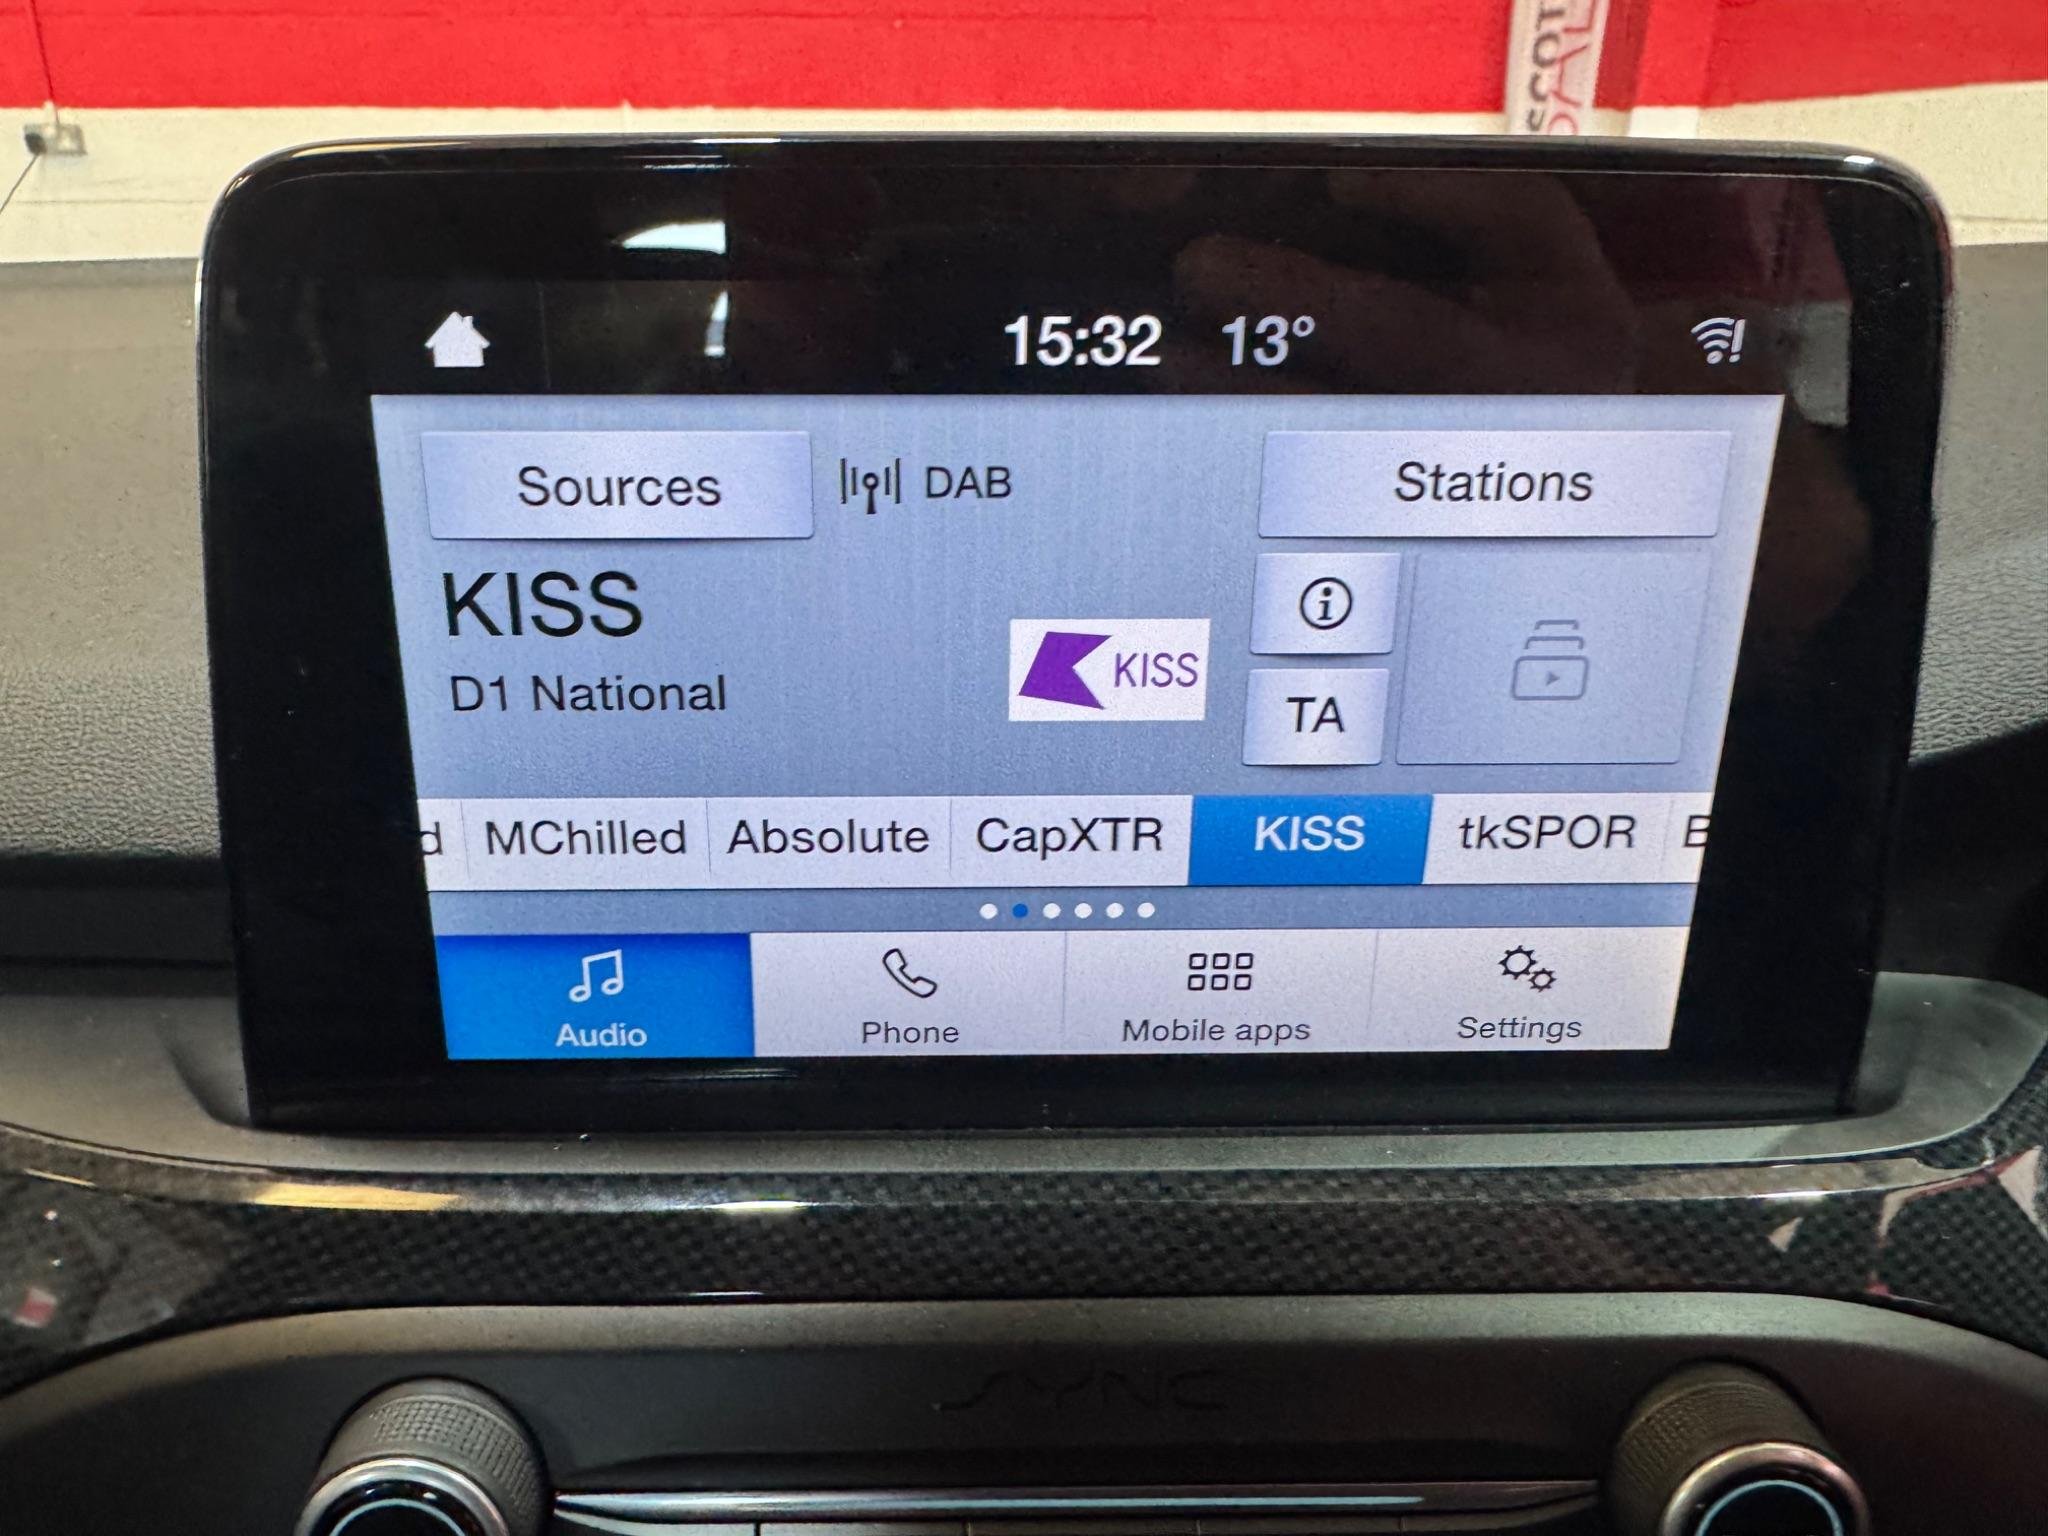 15:32 13°
Sources DAB Stations
KISS
D1 National
KISS
TA
d MChilled Absolute CapXTR KISS tkSPOR B
Audio Phone Mobile apps Settings
SYNC